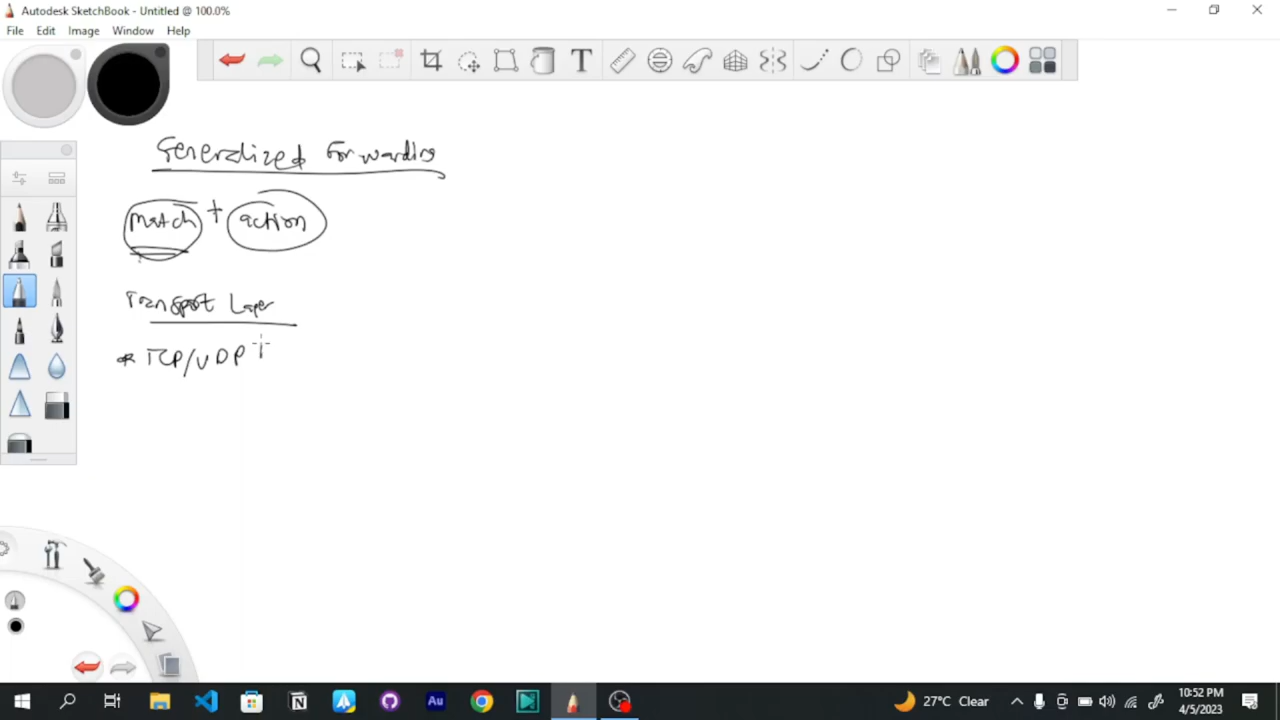 Autodesk SketchBook - Untitled @ 100.0%
File Edit Image Window Help
T
Generalized Forwarding
match + action
Transport Layer
* TCP/UDP
Au
27°C Clear
10:52 PM
4/5/2023